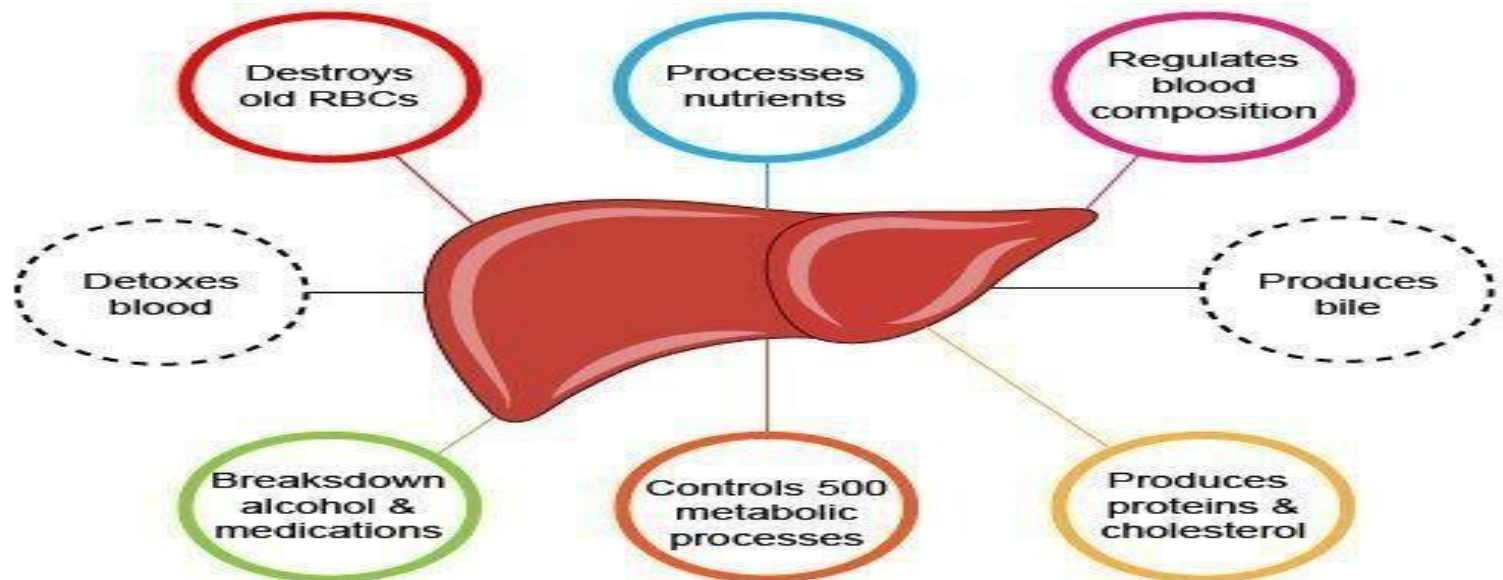 Destroys
old RBCs
Processes
nutrients
Regulates
blood
composition
Detoxes
blood
Produces
bile
Breaksdown
alcohol &
medications
Controls 500
metabolic
processes
Produces
proteins &
cholesterol